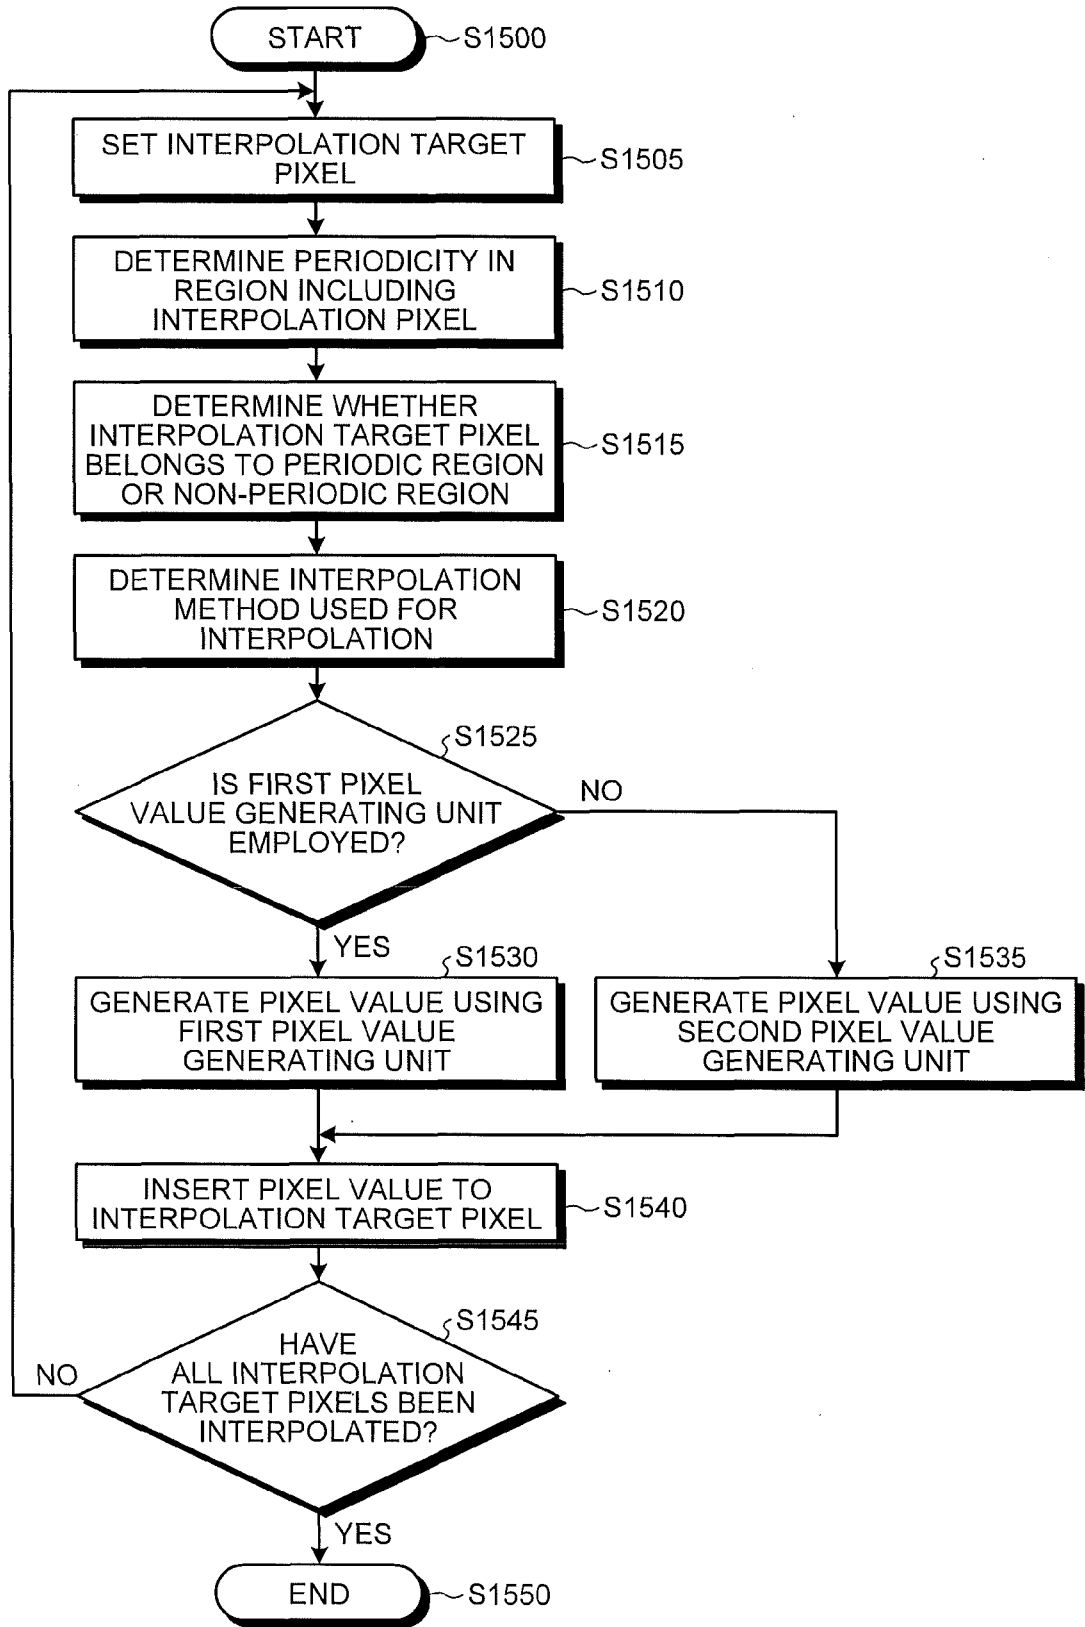 START
S1500
SET INTERPOLATION TARGET
PIXEL
S1505
DETERMINE PERIODICITY IN
REGION INCLUDING
INTERPOLATION PIXEL
S1510
DETERMINE WHETHER
INTERPOLATION TARGET PIXEL
BELONGS TO PERIODIC REGION
OR NON-PERIODIC REGION
S1515
DETERMINE INTERPOLATION
METHOD USED FOR
INTERPOLATION
S1520
S1525
IS FIRST PIXEL
VALUE GENERATING UNIT
EMPLOYED?
NO
YES
S1530
GENERATE PIXEL VALUE USING
FIRST PIXEL VALUE
GENERATING UNIT
S1535
GENERATE PIXEL VALUE USING
SECOND PIXEL VALUE
GENERATING UNIT
INSERT PIXEL VALUE TO
INTERPOLATION TARGET PIXEL
S1540
S1545
HAVE
ALL INTERPOLATION
TARGET PIXELS BEEN
INTERPOLATED?
NO
YES
END
S1550